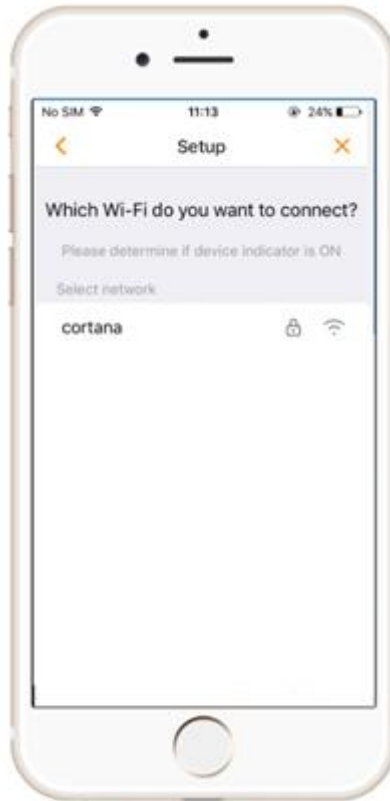 No SIM 11:13 24%
Setup
Which Wi-Fi do you want to connect?
Please determine if device indicator is ON
Select network
cortana